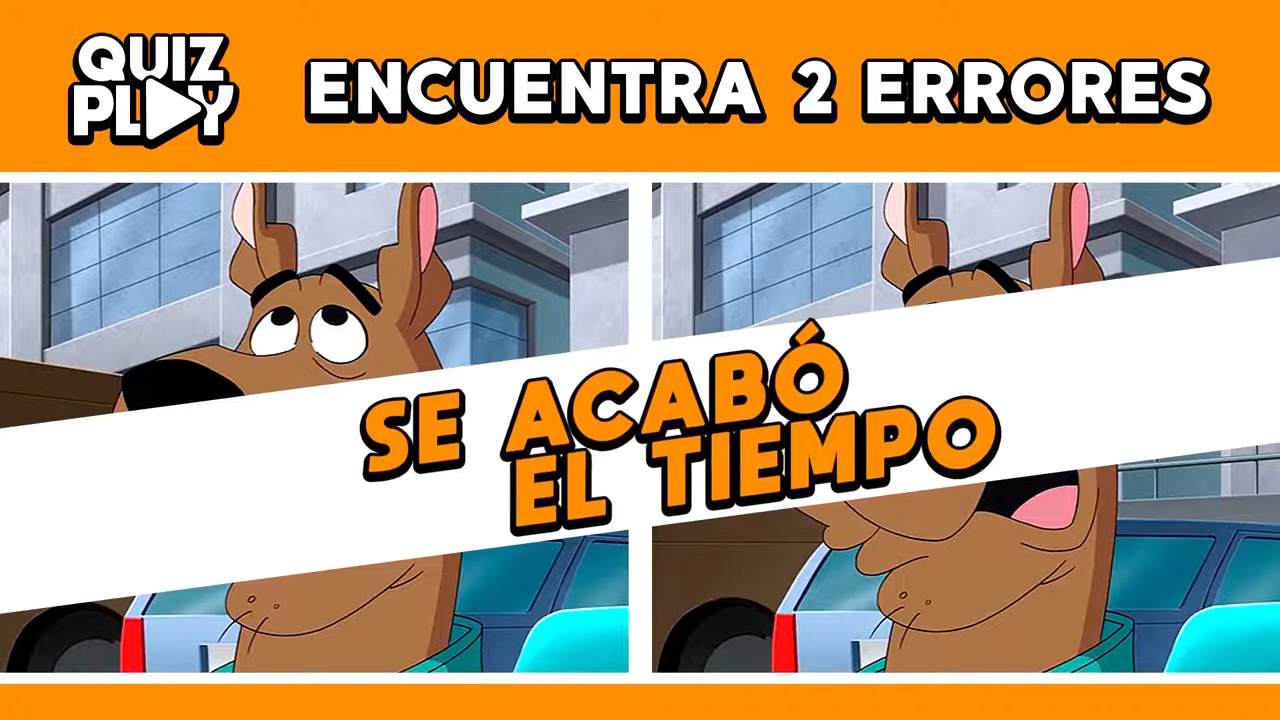 QUIZ
PLAY
ENCUENTRA 2 ERRORES
SE ACABÓ
EL TIEMPO